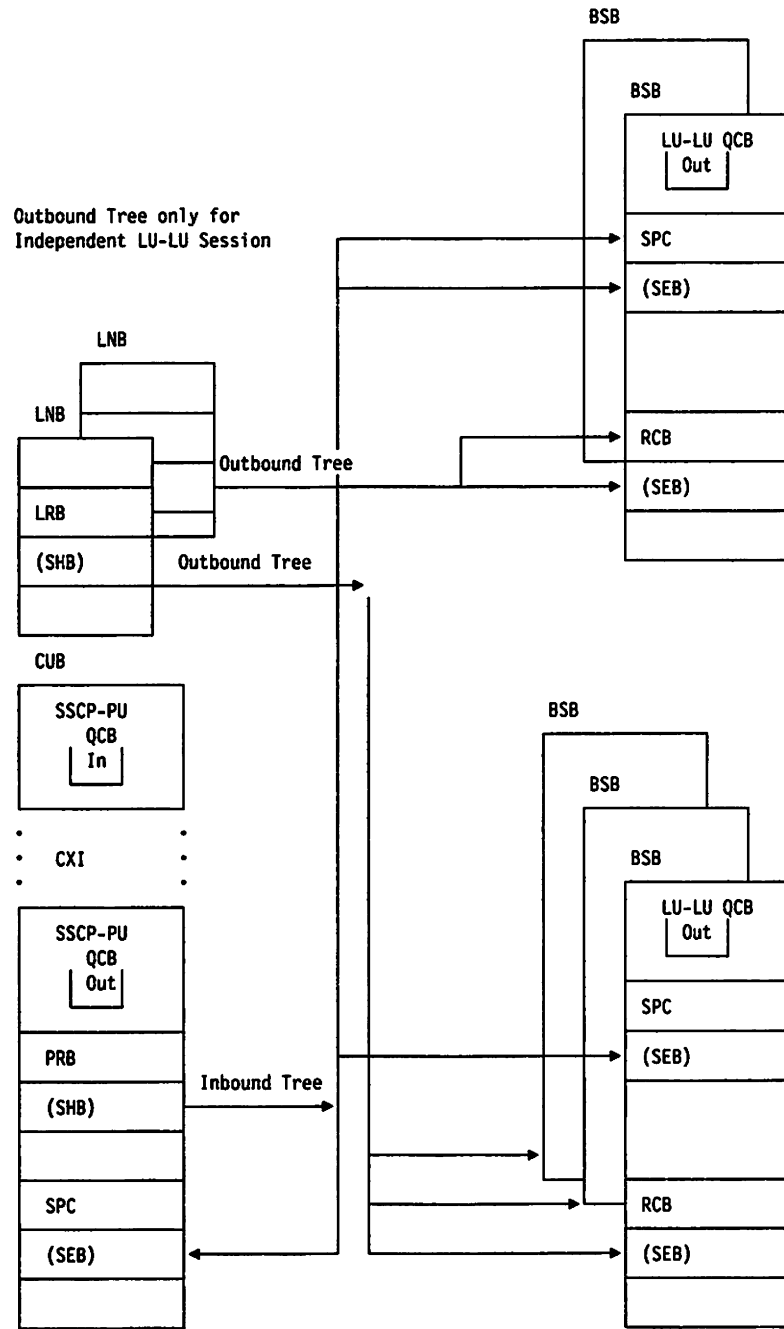 BSB
BSB
LU-LU QCB
Out
Outbound Tree only for
Independent LU-LU Session
SPC
(SEB)
LNB
LNB
RCB
Outbound Tree
(SEB)
LRB
(SHB)
Outbound Tree
CUB
SSCP-PU
QCB
In
BSB
BSB
CXI
BSB
SSCP-PU
QCB
Out
LU-LU QCB
Out
SPC
PRB
(SEB)
Inbound Tree
(SHB)
SPC
RCB
(SEB)
(SEB)